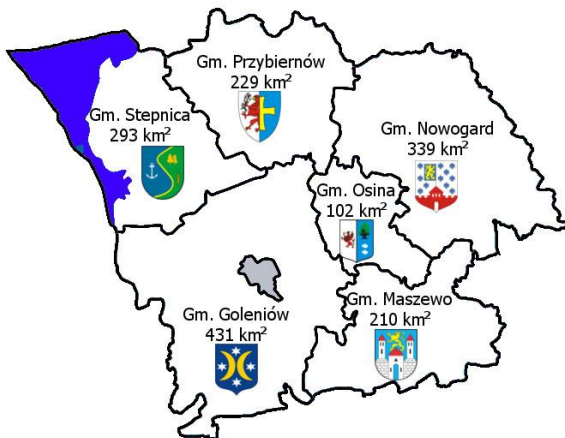 Gm. Przybiernów
229 km²
Gm. Stepnica
293 km²
Gm. Nowogard
339 km²
Gm. Osina
102 km²
Gm. Goleniów
431 km²
Gm. Maszewo
210 km²